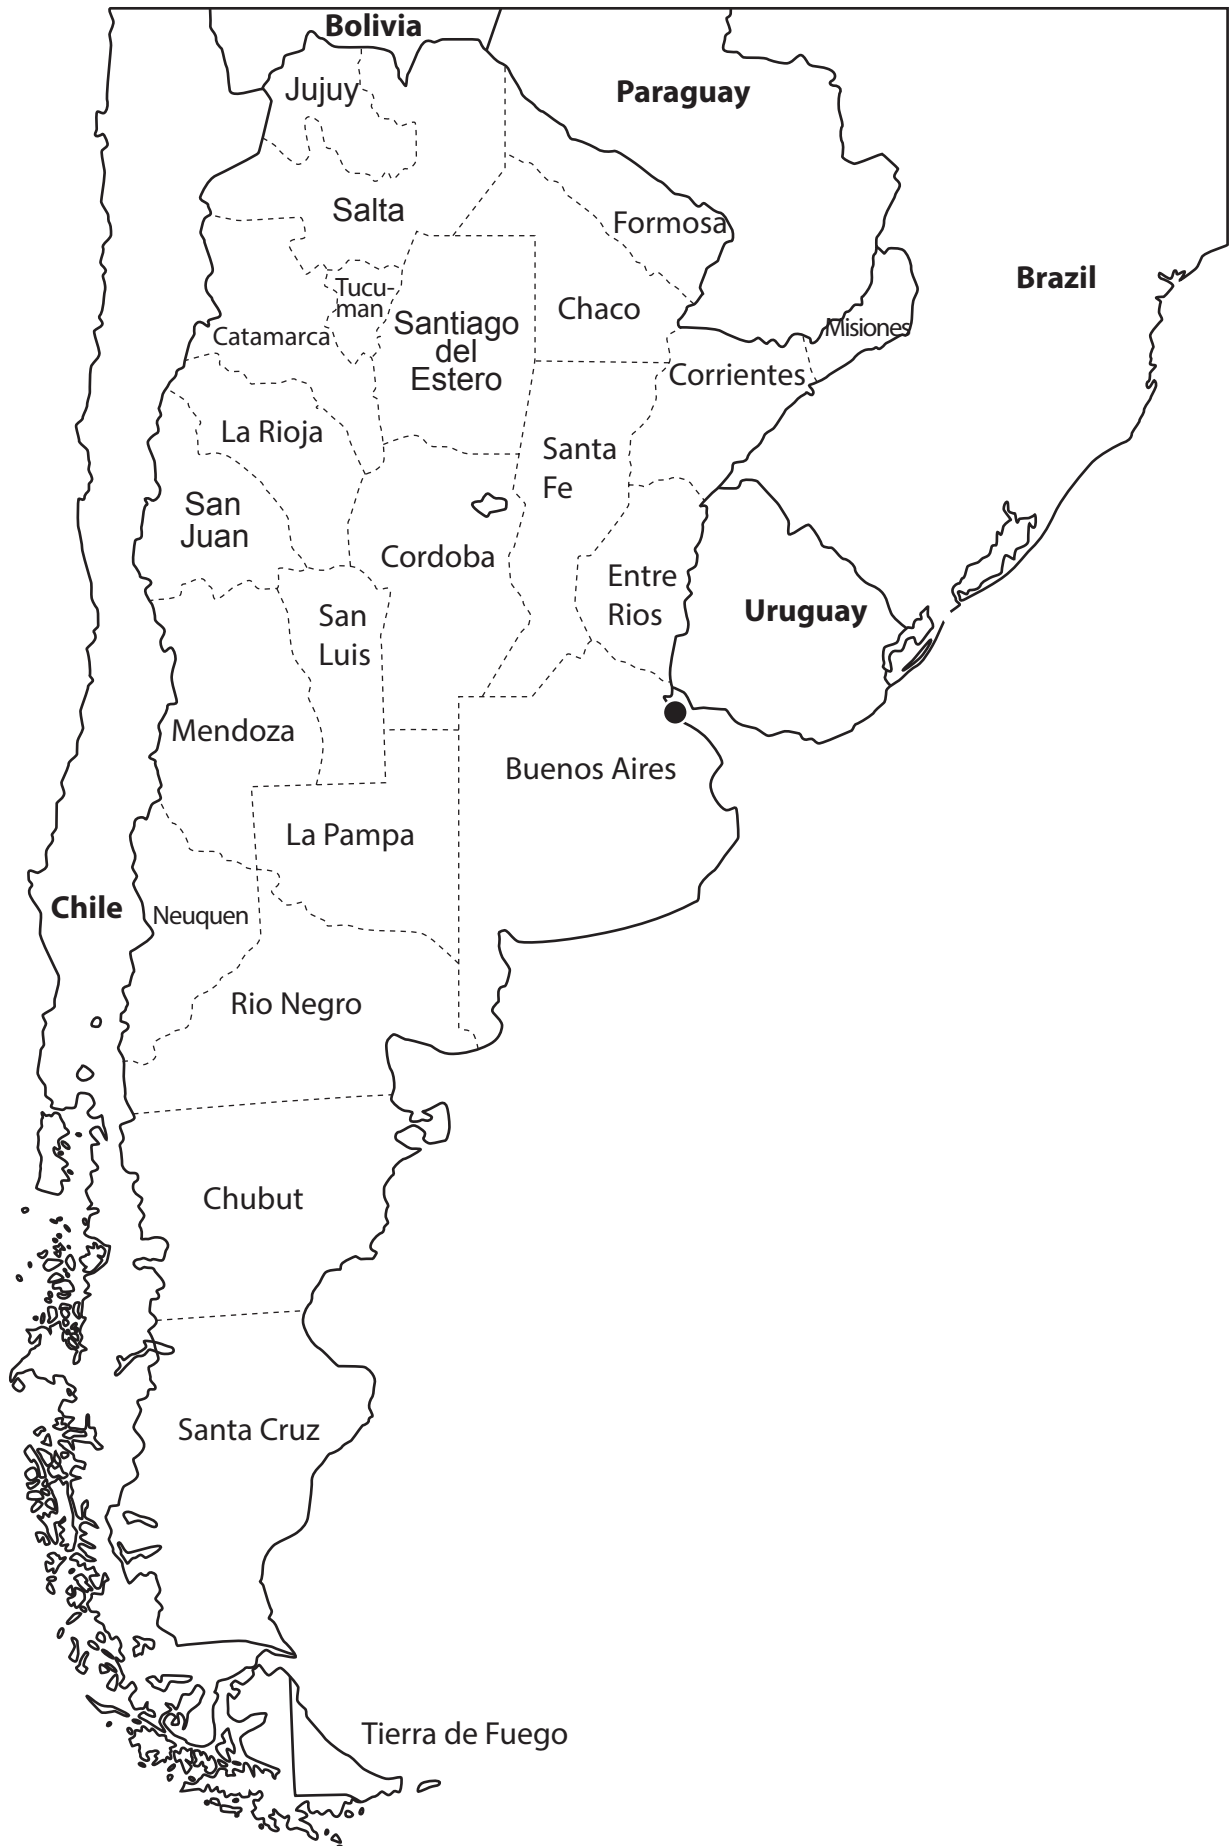 Bolivia
Jujuy
Paraguay
Salta
Formosa
Brazil
Tucu-
man
Chaco
Misiones
Catamarca
Santiago
del
Estero
Corrientes
La Rioja
Santa
Fe
San
Juan
Cordoba
Entre
Rios
Uruguay
San
Luis
Mendoza
Buenos Aires
La Pampa
Chile
Neuquen
Rio Negro
Chubut
Santa Cruz
Tierra de Fuego